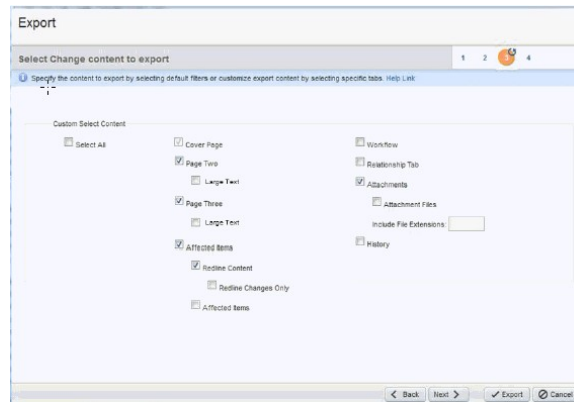 Export
Select Change content to export
1 2 3 4
Specify the content to export by selecting default filters or customize export content by selecting specific tabs. Help Link
Custom Select Content
Select All
Cover Page
Page Two
Large Text
Page Three
Large Text
Affected Items
Redline Content
Redline Changes Only
Affected Items
Workflow
Relationship Tab
Attachments
Attachment Files
Include File Extensions:
History
Back Next Export Cancel